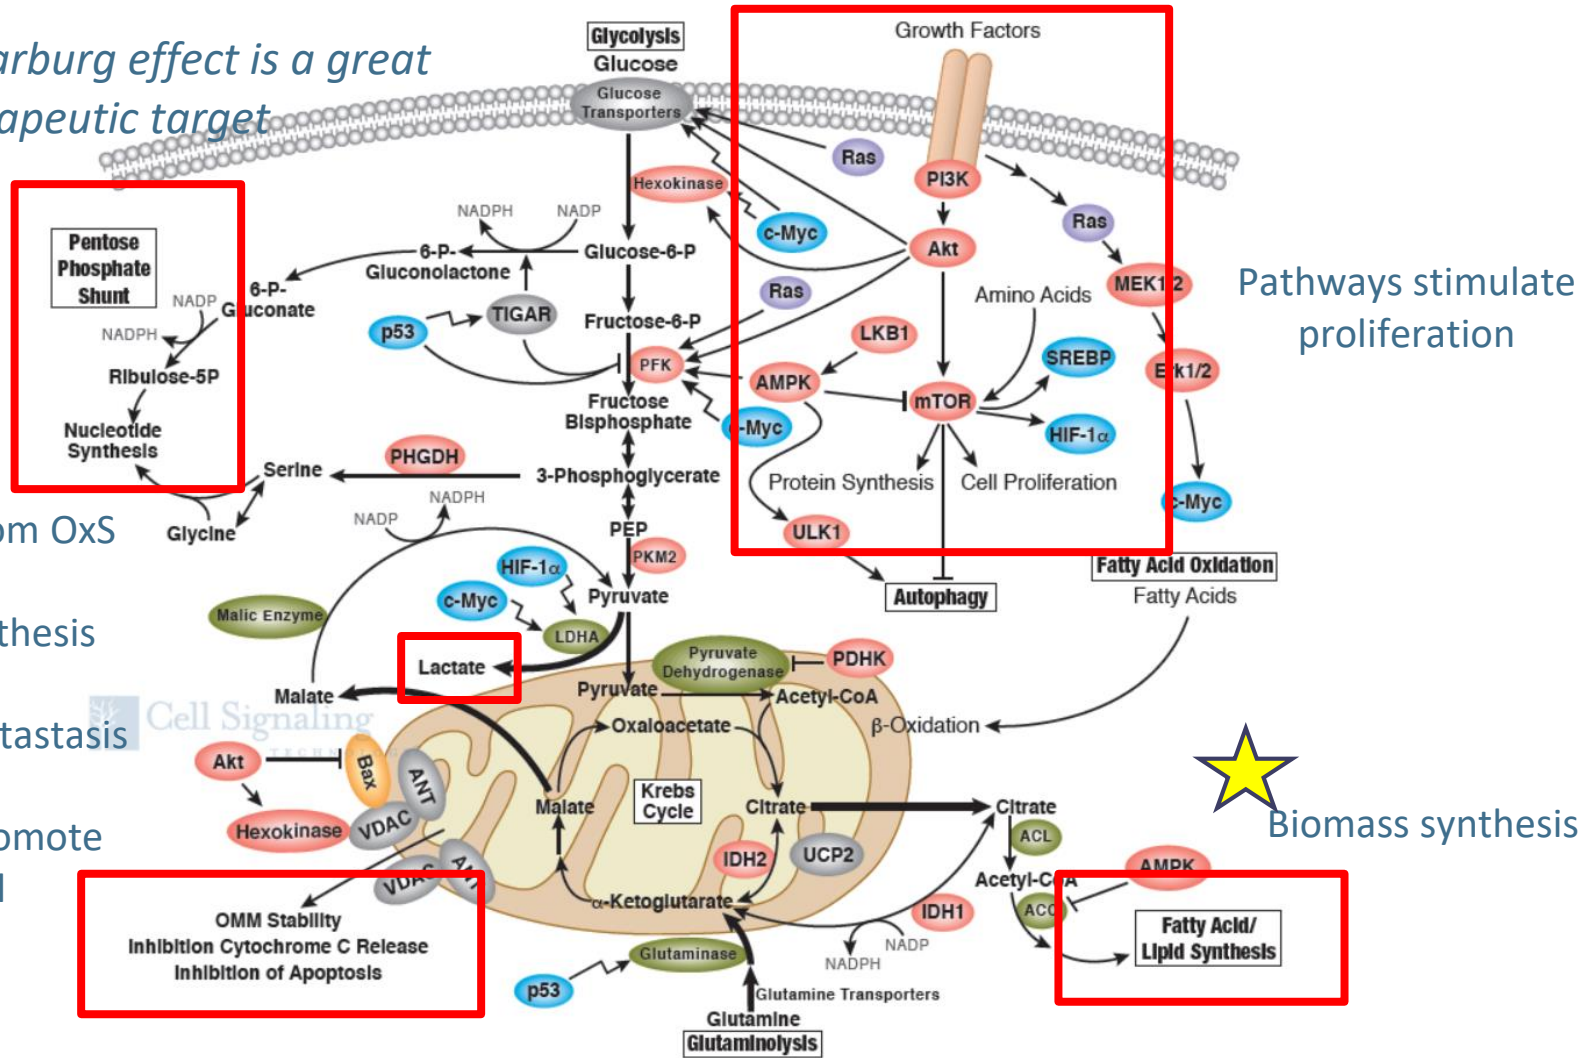 arburg effect is a great
apeutic target
Glycolysis
Glucose
Glucose
Transporters
Growth Factors
Ras
PI3K
Hexokinase
c-Myc
Akt
Ras
MEK1/2
Erk1/2
c-Myc
Pathways stimulate
proliferation
Pentose
Phosphate
Shunt
NADPH
NADP
6-P-
Gluconolactone
Glucose-6-P
6-P-
Gluconate
NADP
NADPH
Ribulose-5P
Nucleotide
Synthesis
p53
TIGAR
Fructose-6-P
Ras
PFK
LKB1
AMPK
Amino Acids
SREBP
mTOR
HIF-1α
c-Myc
Fructose
Bisphosphate
PHGDH
Serine
Glycine
3-Phosphoglycerate
Protein Synthesis
Cell Proliferation
ULK1
Autophagy
Fatty Acid Oxidation
Fatty Acids
om OxS
thesis
tastasis
omote
NADP
NADPH
PEP
PKM2
HIF-1α
c-Myc
Pyruvate
LDHA
Malic Enzyme
Lactate
Malate
Cell Signaling
TECHNOLOG
Pyruvate
Dehydrogenase
PDHK
Pyruvate
Acetyl-CoA
Oxaloacetate
β-Oxidation
Akt
Bax
ANT
VDAC
Hexokinase
Malate
Krebs
Cycle
Citrate
Citrate
ACL
Biomass synthesis
IDH2
UCP2
VDAC
ANT
α-Ketoglutarate
IDH1
Acetyl-CoA
AMPK
ACC
Fatty Acid/
Lipid Synthesis
OMM Stability
Inhibition Cytochrome C Release
Inhibition of Apoptosis
NADP
NADPH
p53
Glutaminase
Glutamine Transporters
Glutamine
Glutaminolysis